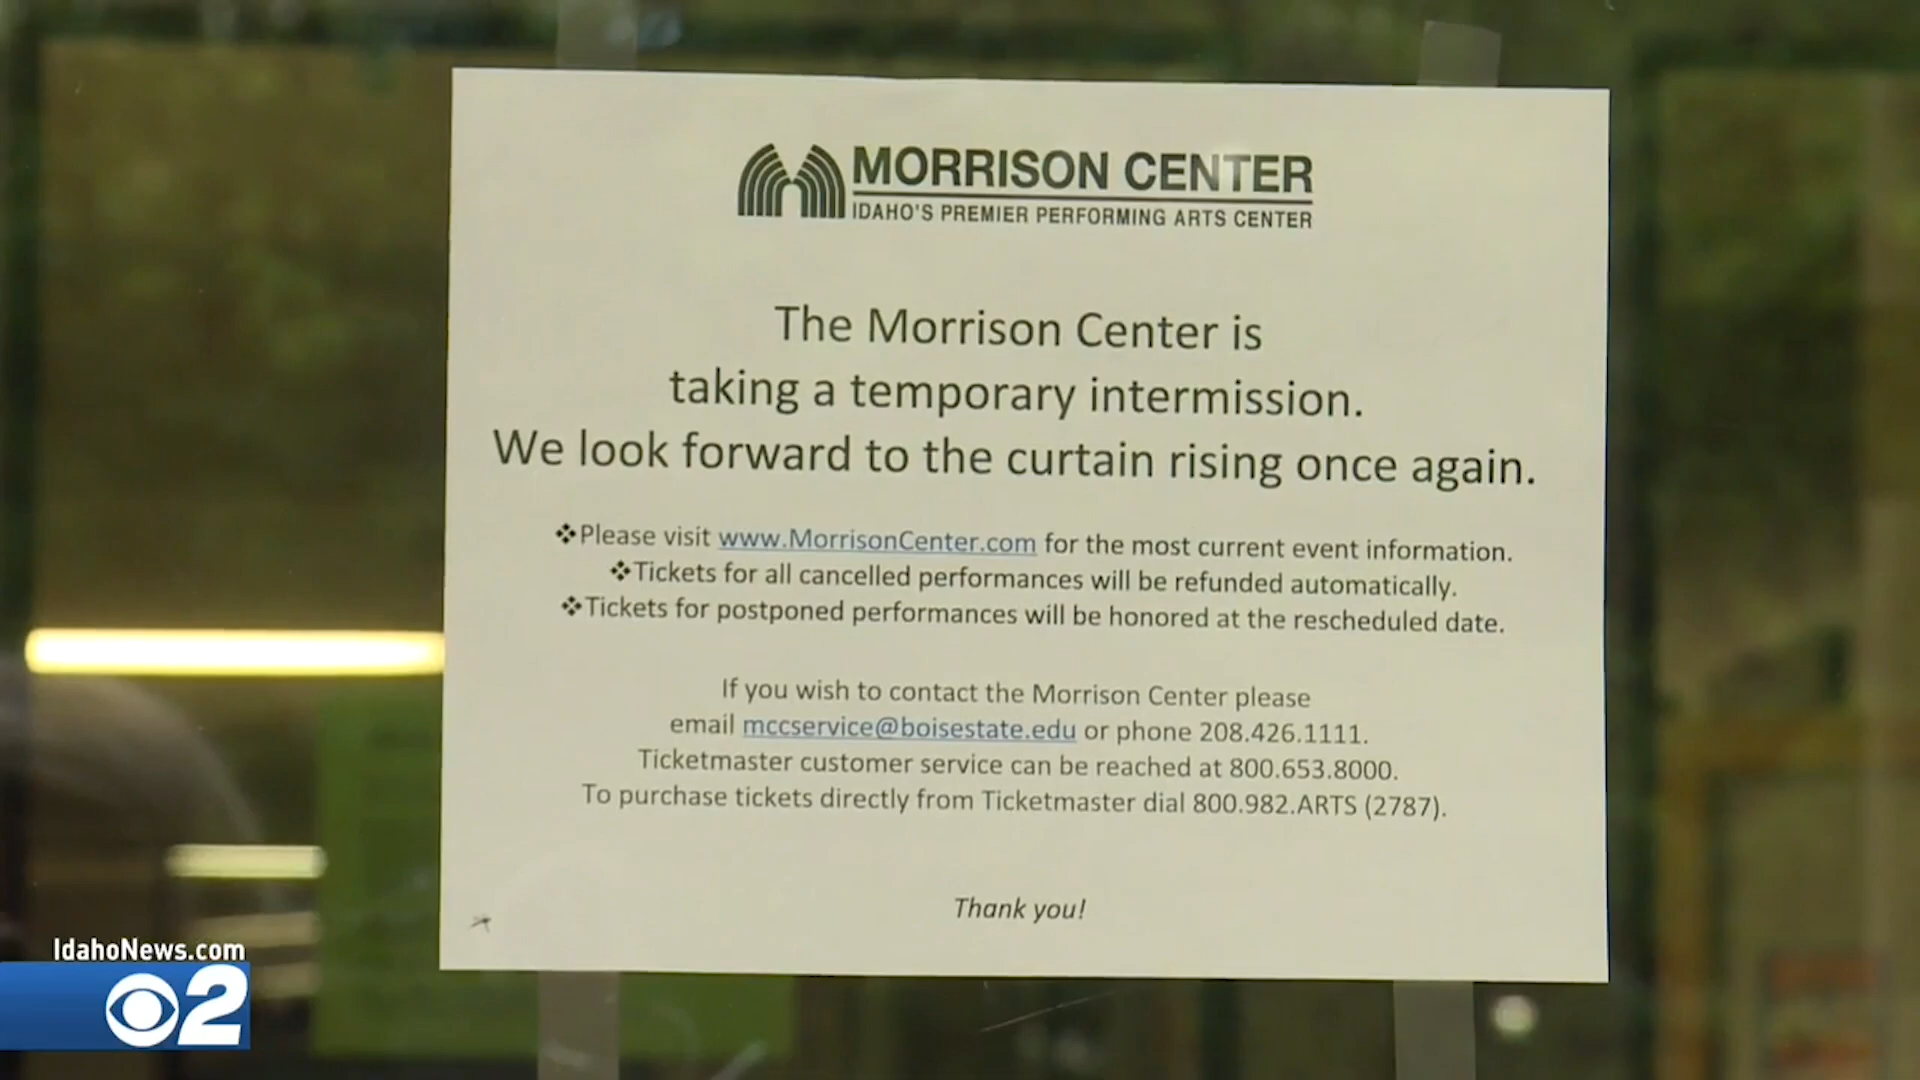 MORRISON CENTER
IDAHO'S PREMIER PERFORMING ARTS CENTER
The Morrison Center is
taking a temporary intermission.
We look forward to the curtain rising once again.
❖Please visit www.MorrisonCenter.com for the most current event information.
❖Tickets for all cancelled performances will be refunded automatically.
❖Tickets for postponed performances will be honored at the rescheduled date.
If you wish to contact the Morrison Center please
email mccservice@boisestate.edu or phone 208.426.1111.
Ticketmaster customer service can be reached at 800.653.8000.
To purchase tickets directly from Ticketmaster dial 800.982.ARTS (2787).
Thank you!
IdahoNews.com
2